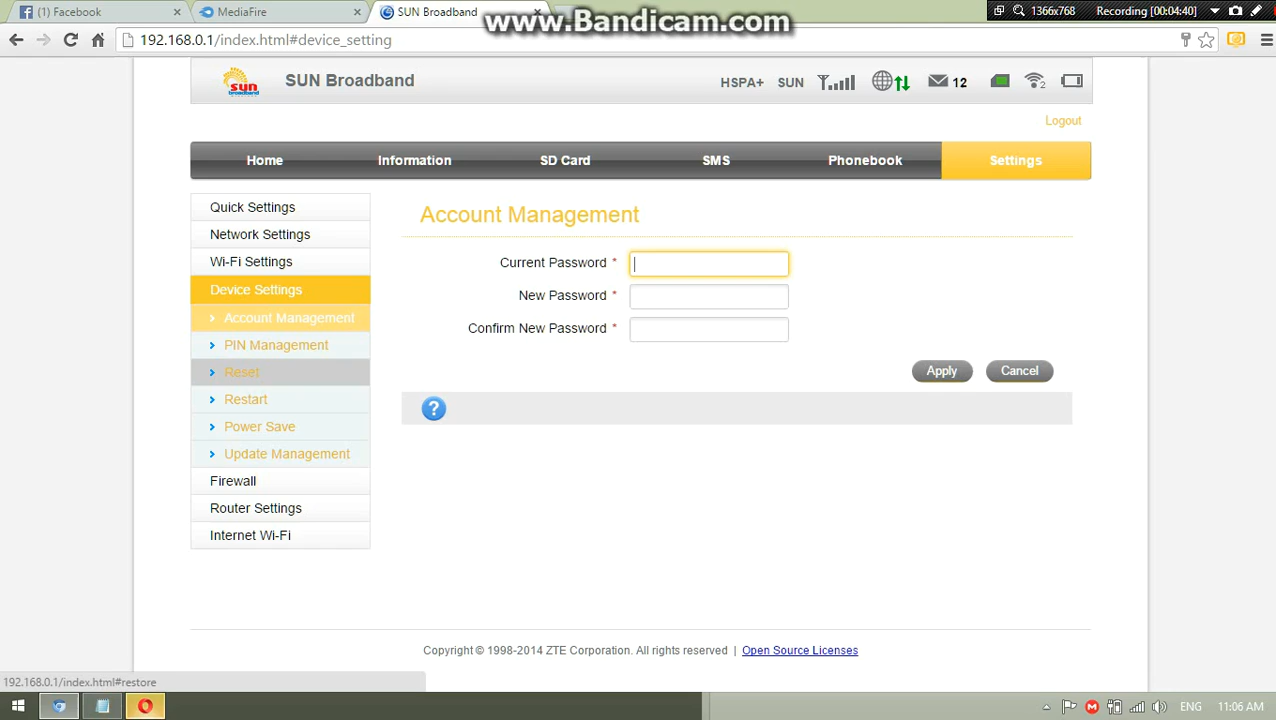 (1) Facebook
MediaFire
SUN Broadband
www.Bandicam.com
1366x768
Recording [00:04:40]
192.168.0.1/index.html#device_setting
sun
broadband
SUN Broadband
HSPA+
SUN
12
2
Logout
Home
Information
SD Card
SMS
Phonebook
Settings
Quick Settings
Network Settings
Wi-Fi Settings
Device Settings
Account Management
PIN Management
Reset
Restart
Power Save
Update Management
Firewall
Router Settings
Internet Wi-Fi
Account Management
Current Password *
New Password *
Confirm New Password *
Apply
Cancel
?
Copyright © 1998-2014 ZTE Corporation. All rights reserved | Open Source Licenses
192.168.0.1/index.html#restore
ENG
11:06 AM